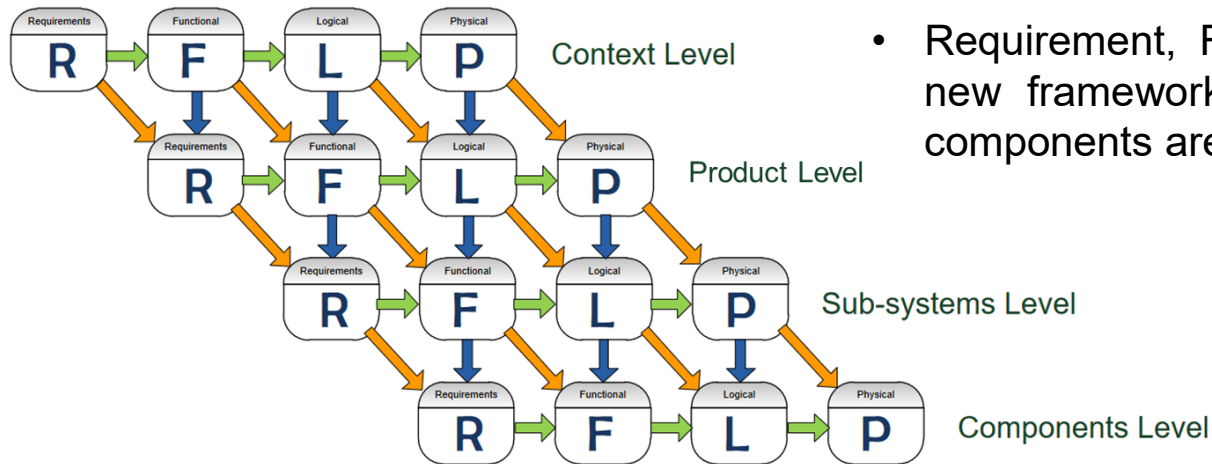 Requirements Functional Logical Physical
R F L P
Context Level
Requirements Functional Logical Physical
R F L P
Product Level
Requirements Functional Logical Physical
R F L P
Sub-systems Level
Requirements Functional Logical Physical
R F L P
Components Level
• Requirement,
new framework
components are